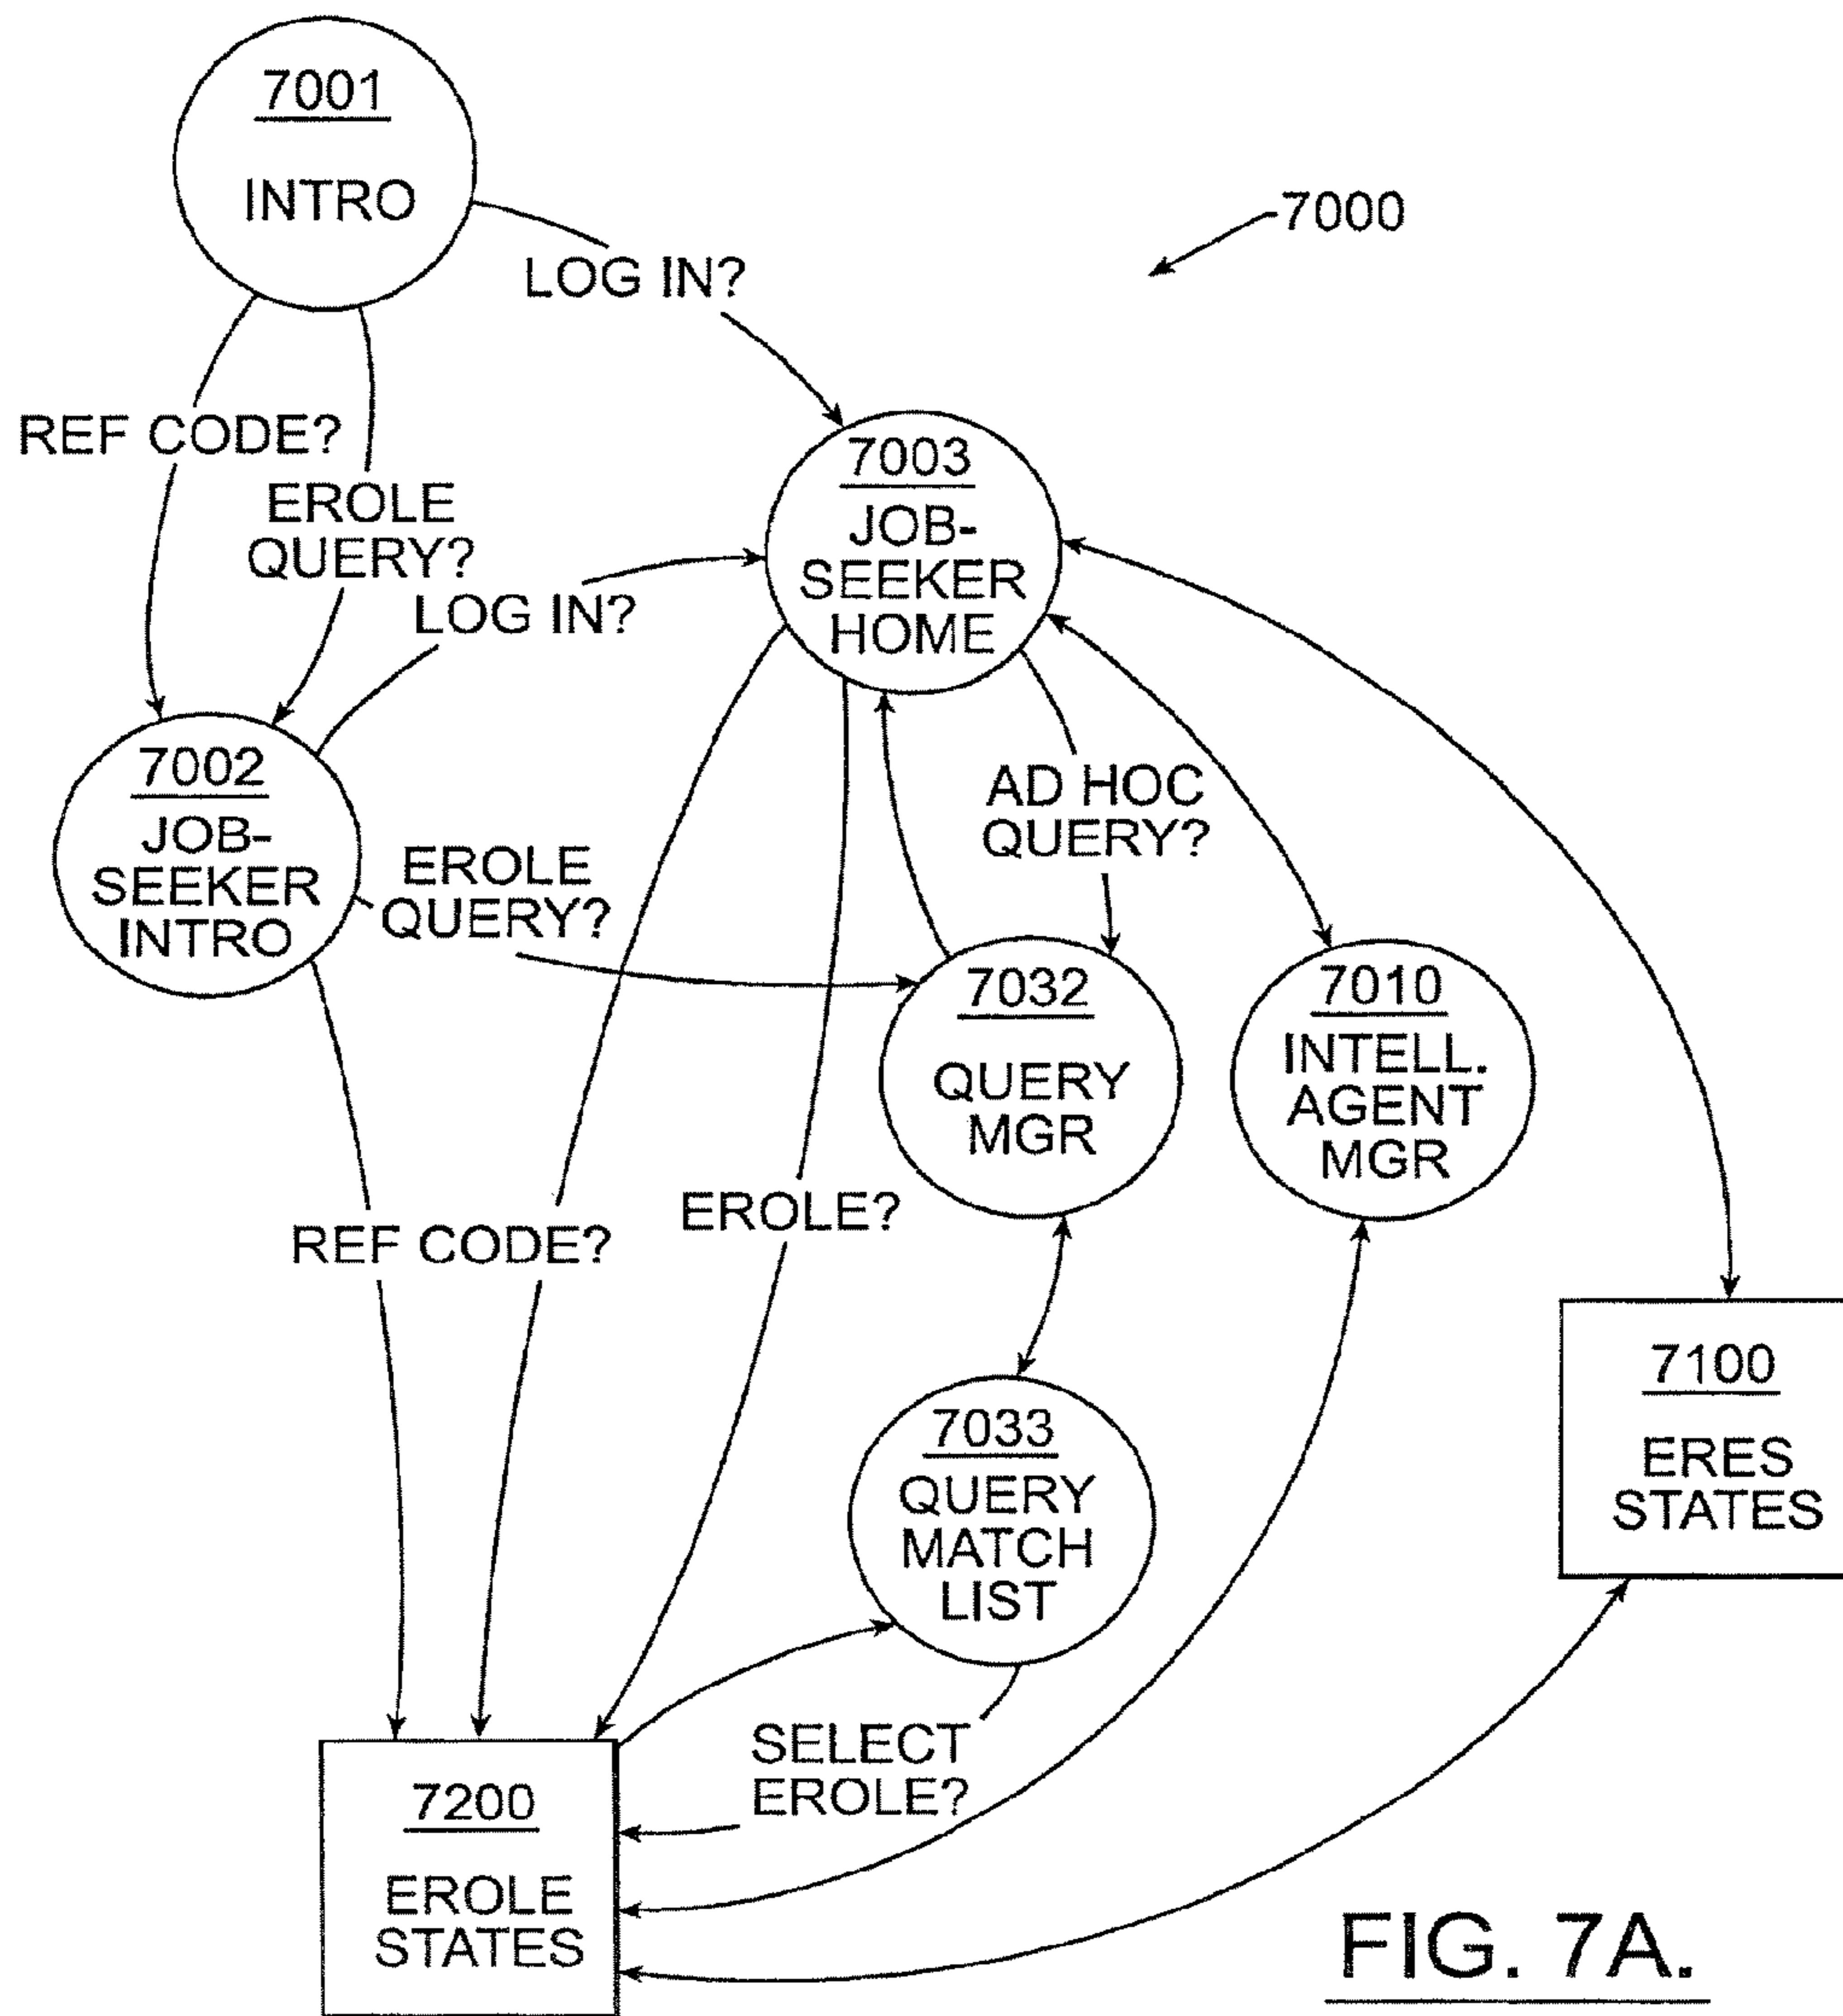 7001
INTRO
7000
LOG IN?
REF CODE?
EROLE
QUERY?
7003
JOB-
SEEKER
HOME
LOG IN?
7002
JOB-
SEEKER
INTRO
AD HOC
QUERY?
EROLE
QUERY?
7032
QUERY
MGR
7010
INTELL.
AGENT
MGR
REF CODE?
EROLE?
7033
QUERY
MATCH
LIST
7100
ERES
STATES
SELECT
EROLE?
7200
EROLE
STATES
FIG. 7A.